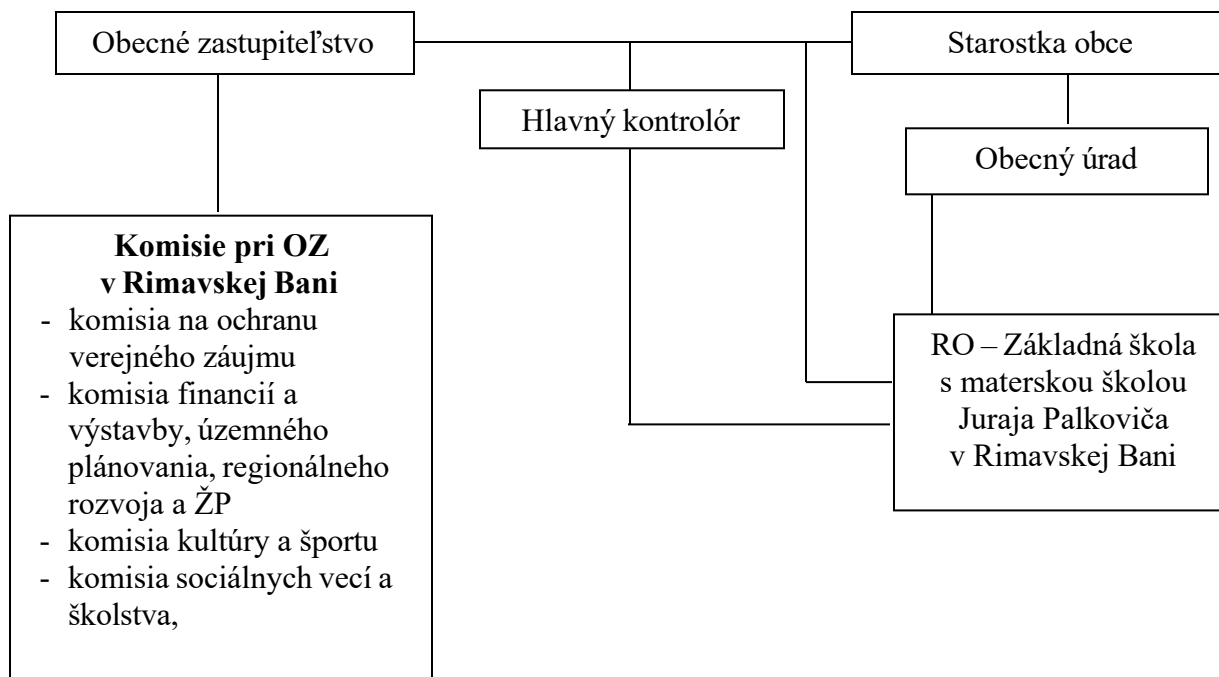 Obecné zastupiteľstvo
Starostka obce
Hlavný kontrolór
Obecný úrad
Komisie pri OZ
v Rimavskej Bani
- komisia na ochranu
verejného záujmu
- komisia financií a
výstavby, územného
plánovania, regionálneho
rozvoja a ŽP
- komisia kultúry a športu
- komisia sociálnych vecí a
školstva,
RO – Základná škola
s materskou školou
Juraja Palkoviča
v Rimavskej Bani